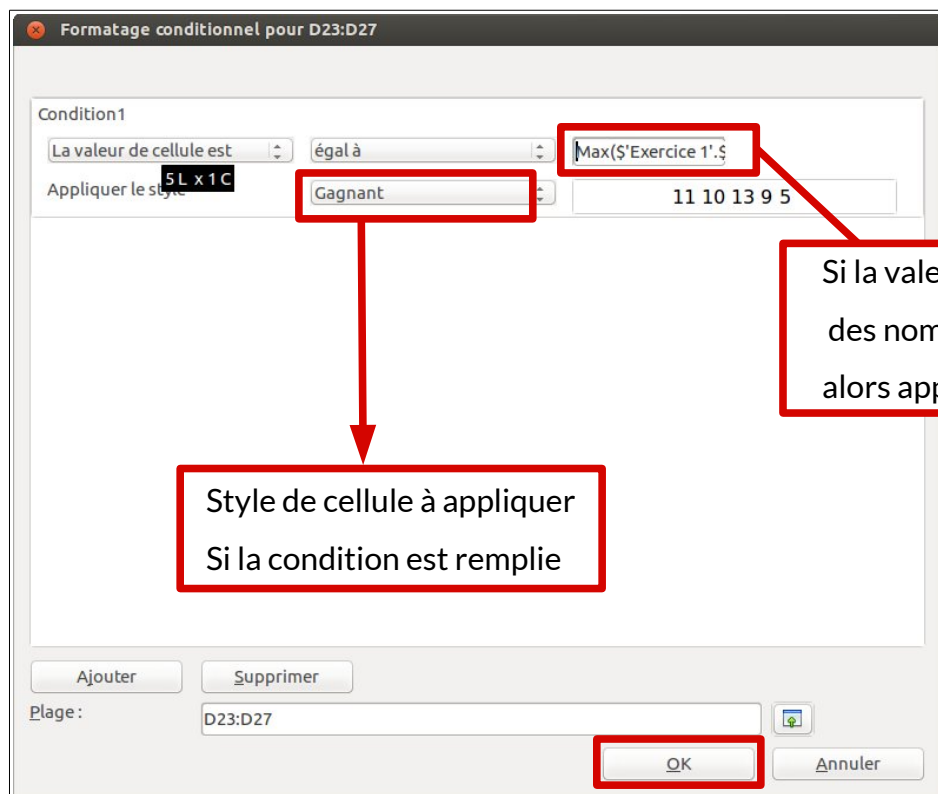 Formatage conditionnel pour D23:D27
Condition1
La valeur de cellule est égal à Max($'Exercice 1'.$
5 L x 1 C
Appliquer le style Gagnant 11 10 13 9 5
Si la vale
des nom
alors app
Style de cellule à appliquer
Si la condition est remplie
Ajouter Supprimer
Plage : D23:D27
OK Annuler